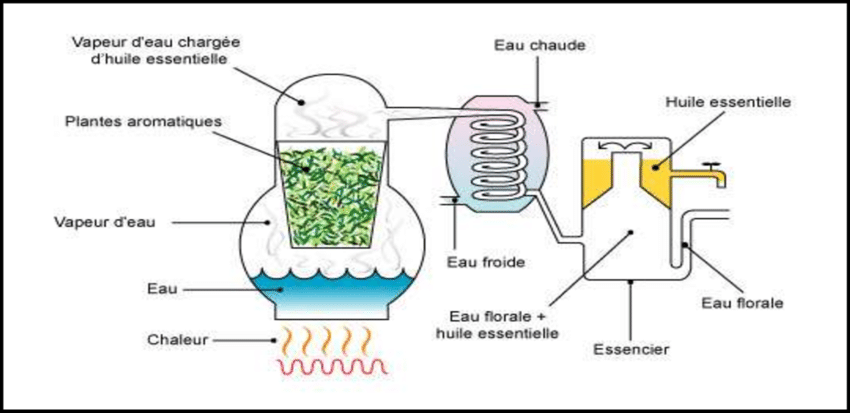 Vapeur d'eau chargée
d'huile essentielle
Plantes aromatiques
Vapeur d'eau
Eau
Chaleur
Eau chaude
Eau froide
Huile essentielle
Eau florale +
huile essentielle
Essencier
Eau florale